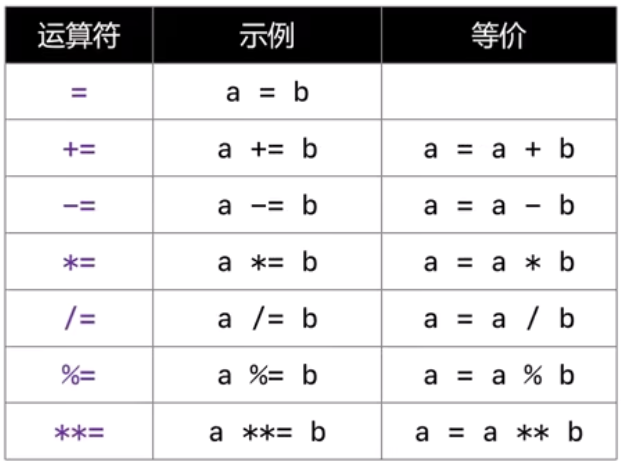 运算符 示例 等价
= a = b
+= a += b a = a + b
-= a -= b a = a - b
*= a *= b a = a * b
/= a /= b a = a / b
%= a %= b a = a % b
**= a **= b a = a ** b